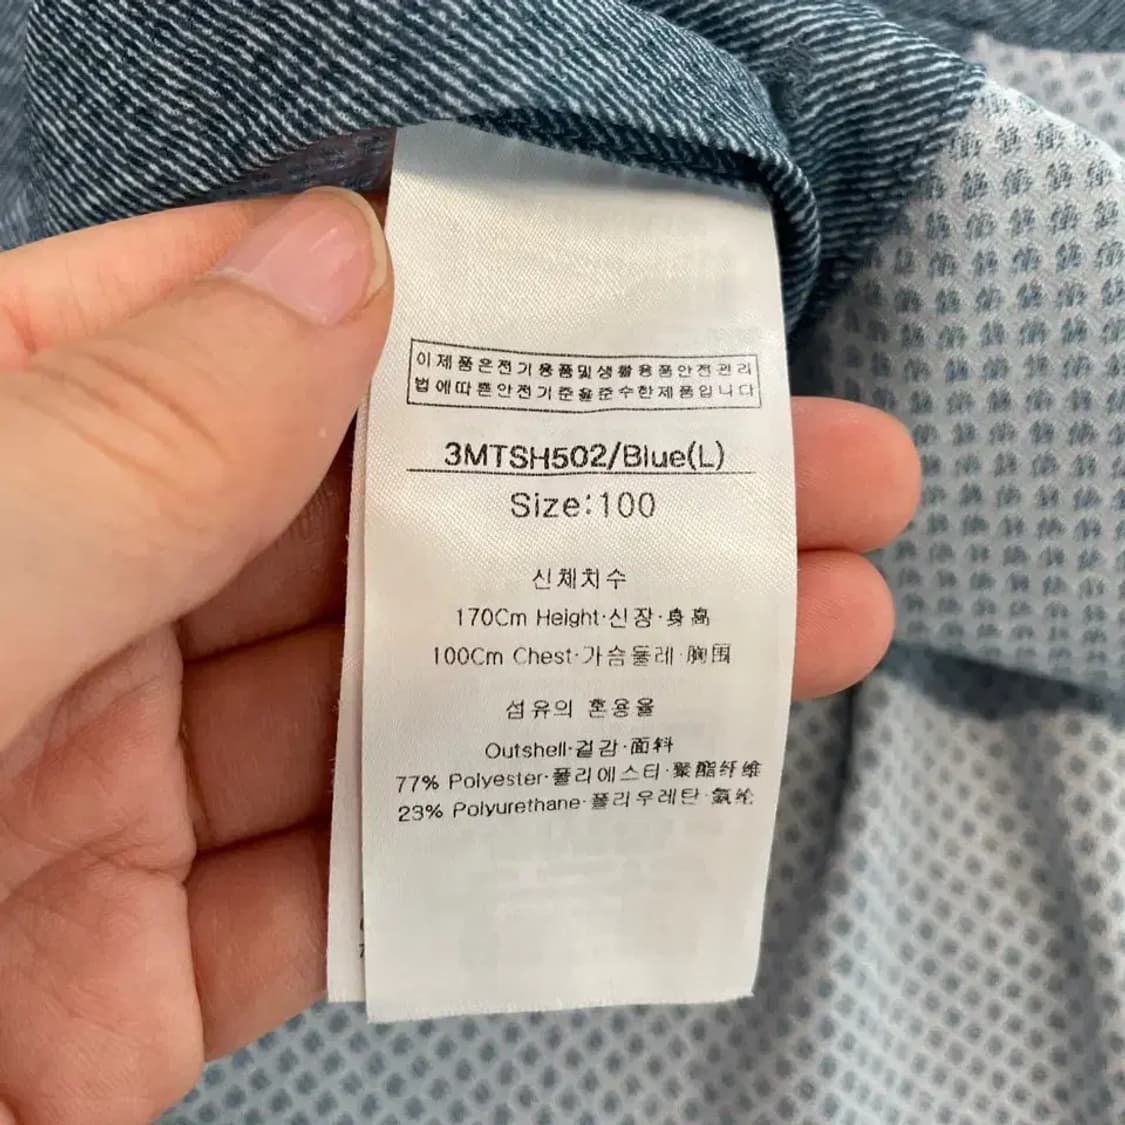 이 제품은전기용품및생활용품안전관리
법에따른안전기준을준수한제품입니다
3MTSH502/Blue(L)
Size:100
신체치수
170Cm Height·신장·身高
100Cm Chest·가슴둘레·胸围
섬유의 혼용율
Outshell·겉감·面料
77% Polyester·폴리에스터·聚酯纤维
23% Polyurethane·폴리우레탄·氨纶